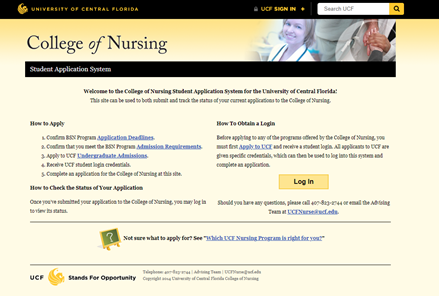 UNIVERSITY OF CENTRAL FLORIDA
UCF SIGN IN
Search UCF
College of Nursing
Student Application System
Welcome to the College of Nursing Student Application System for the University of Central Florida!
This site can be used to both submit and track the status of your current applications to the College of Nursing.
How to Apply
1. Confirm BSN Program Application Deadlines.
2. Confirm that you meet the BSN Program Admission Requirements.
3. Apply to UCF Undergraduate Admissions.
4. Receive UCF student login credentials.
5. Complete an application for the College of Nursing at this site.
How to Check the Status of Your Application
Once you've submitted your application to the College of Nursing, you may log in
to view its status.
How To Obtain a Login
Before applying to any of the programs offered by the College of Nursing, you
must first Apply to UCF and receive a student login. All applicants to UCF are
given specific credentials, which can then be used to log into this system and
complete an application.
Log In
Should you have any questions, please call 407-823-2744 or email the Advising
Team at UCFNurse@ucf.edu.
Not sure what to apply for? See "Which UCF Nursing Program is right for you?"
UCF Stands For Opportunity
Telephone: 407-823-2744 | Advising Team | UCFNurse@ucf.edu
Copyright 2024 University of Central Florida College of Nursing